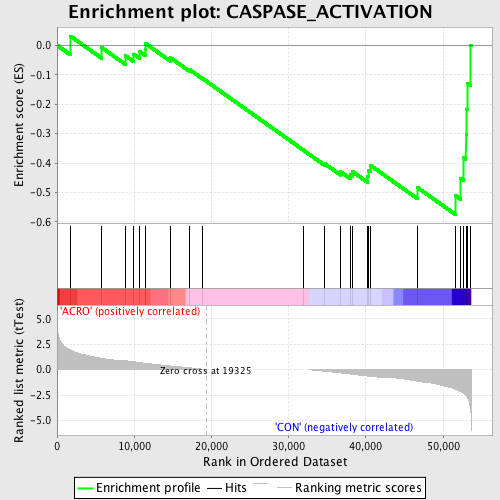 Enrichment plot: CASPASE_ACTIVATION
Enrichment score (ES)
0.0
-0.1
-0.2
-0.3
-0.4
-0.5
-0.6
'ACRO' (positively correlated)
Ranked list metric (tTest)
5.0
2.5
0.0
-2.5
-5.0
Zero cross at 19325
'CON' (negatively correlated)
0
10,000
20,000
30,000
40,000
50,000
Rank in Ordered Dataset
Enrichment profile
Hits
Ranking metric scores